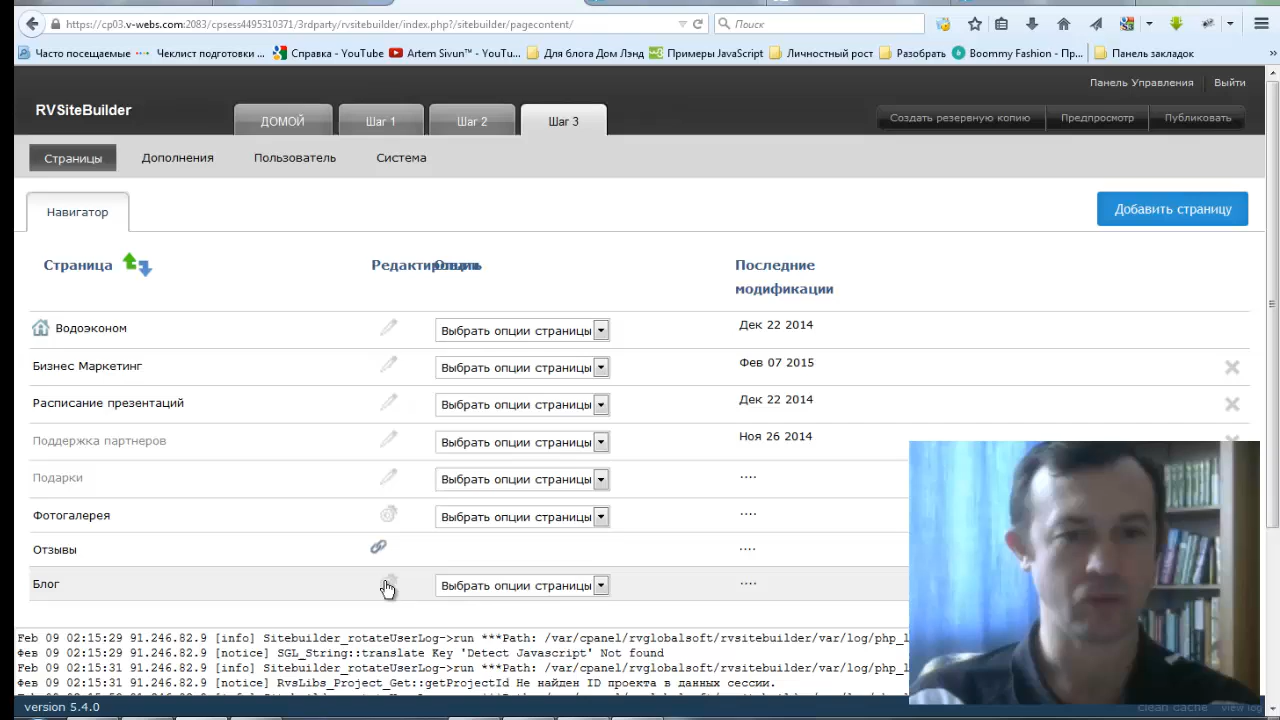 https://cp03.v-webs.com:2083/cpsess4495310371/3rdparty/rvsitebuilder/index.php?/sitebuilder/pagecontent/
Поиск
Часто посещаемые
Чеклист подготовки ...
Справка - YouTube
Artem Sivun™ - YouTu...
Для блога Дом Лэнд
Примеры JavaScript
Личностный рост
Разобрать
Boommy Fashion - Пр...
Панель закладок
»
Панель Управления
Выйти
RVSiteBuilder
ДОМОЙ
Шаг 1
Шаг 2
Шаг 3
Создать резервную копию
Предпросмотр
Публиковать
Страницы
Дополнения
Пользователь
Система
Навигатор
Добавить страницу
Страница
Редактировать
Опции
Последние
модификации
Водоэконом
Выбрать опции страницы
Дек 22 2014
Бизнес Маркетинг
Выбрать опции страницы
Фев 07 2015
Расписание презентаций
Выбрать опции страницы
Дек 22 2014
Поддержка партнеров
Выбрать опции страницы
Ноя 26 2014
Подарки
Выбрать опции страницы
....
Фотогалерея
Выбрать опции страницы
....
Отзывы
....
Блог
Выбрать опции страницы
....
Feb 09 02:15:29 91.246.82.9 [info] Sitebuilder_rotateUserLog->run ***Path: /var/cpanel/rvglobalsoft/rvsitebuilder/var/log/php_l
Фев 09 02:15:29 91.246.82.9 [notice] SGL_String::translate Key 'Detect Javascript' Not found
Feb 09 02:15:31 91.246.82.9 [info] Sitebuilder_rotateUserLog->run ***Path: /var/cpanel/rvglobalsoft/rvsitebuilder/var/log/php_l
Фев 09 02:15:31 91.246.82.9 [notice] RvsLibs_Project_Get::getProjectId Не найден ID проекта в данных сессии.
version 5.4.0
clean cache
view log